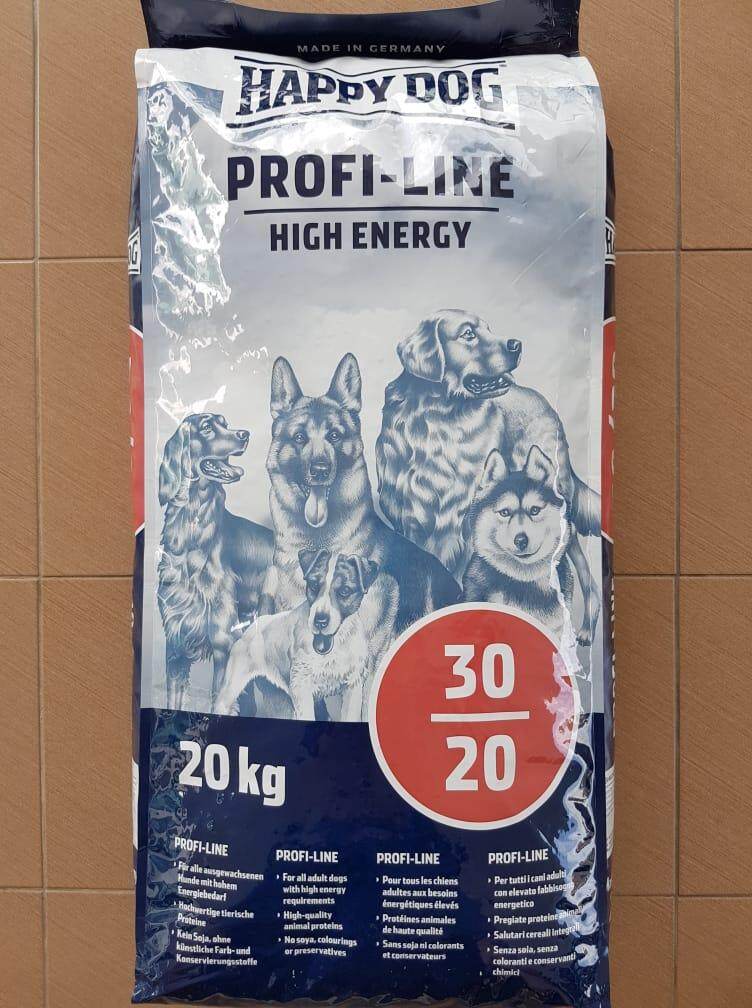 MADE IN GERMANY
HAPPY DOG
PROFI-LINE
HIGH ENERGY
30
20
20 kg
PROFI-LINE
› Für alle ausgewachsenen
Hunde mit hohem
Energiebedarf
› Hochwertige tierische
Proteine
› Kein Soja, ohne
künstliche Farb- und
Konservierungsstoffe
PROFI-LINE
› For all adult dogs
with high energy
requirements
› High-quality
animal proteins
› No soya, colourings
or preservatives
PROFI-LINE
› Pour tous les chiens
adultes aux besoins
énergétiques élevés
› Protéines animales
de haute qualité
› Sans soja ni colorants
et conservateurs
PROFI-LINE
› Per tutti i cani adulti
con elevato fabbisogno
energetico
› Pregiate proteine animali
› Salutari cereali integrali
› Senza soia, senza
coloranti e conservanti
chimici